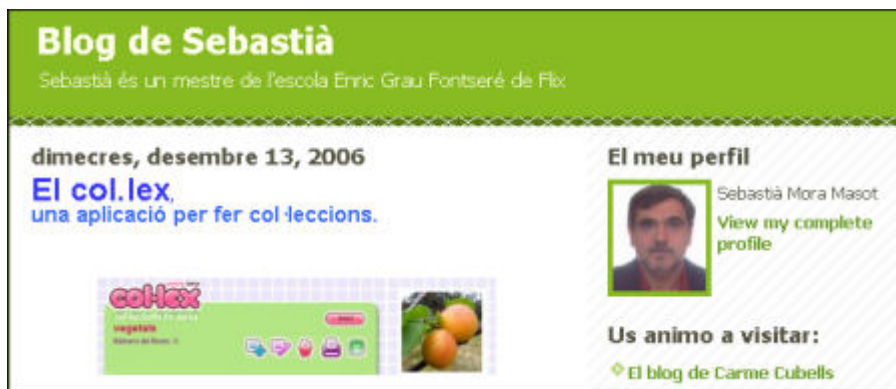 Blog de Sebastià
Sebastià és un mestre de l'escola Enric Grau Fontseré de Flix
dimecres, desembre 13, 2006
El col.lex,
una aplicació per fer col·leccions.
col·lex
vegetals
El meu perfil
Sebastià Mora Masot
View my complete
profile
Us animo a visitar:
El blog de Carme Cubells